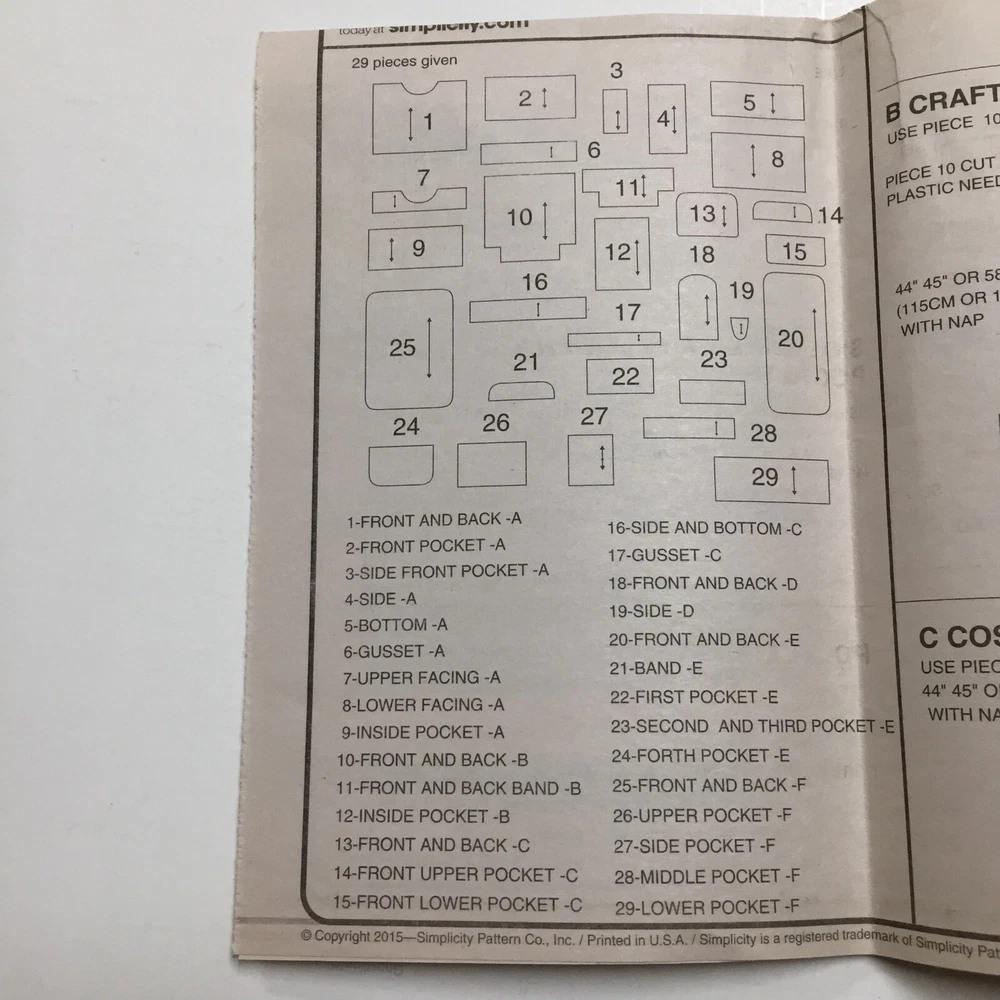 today at simplicity.com
29 pieces given
3
1
2
4
5
6
8
7
11
10
13
14
9
12
15
18
16
19
17
25
20
21
23
22
24
26
27
28
29
1-FRONT AND BACK -A
2-FRONT POCKET -A
3-SIDE FRONT POCKET -A
4-SIDE -A
5-BOTTOM -A
6-GUSSET -A
7-UPPER FACING -A
8-LOWER FACING -A
9-INSIDE POCKET -A
10-FRONT AND BACK -B
11-FRONT AND BACK BAND -B
12-INSIDE POCKET -B
13-FRONT AND BACK -C
14-FRONT UPPER POCKET -C
15-FRONT LOWER POCKET -C
16-SIDE AND BOTTOM -C
17-GUSSET -C
18-FRONT AND BACK -D
19-SIDE -D
20-FRONT AND BACK -E
21-BAND -E
22-FIRST POCKET -E
23-SECOND AND THIRD POCKET -E
24-FORTH POCKET -E
25-FRONT AND BACK -F
26-UPPER POCKET -F
27-SIDE POCKET -F
28-MIDDLE POCKET -F
29-LOWER POCKET -F
© Copyright 2015—Simplicity Pattern Co., Inc. / Printed in U.S.A. / Simplicity is a registered trademark of Simplicity Pat
B CRAFT
USE PIECE 10
PIECE 10 CUT
PLASTIC NEED
44" 45" OR 58
(115CM OR 1
WITH NAP
C COS
USE PIEC
44" 45" O
WITH NA